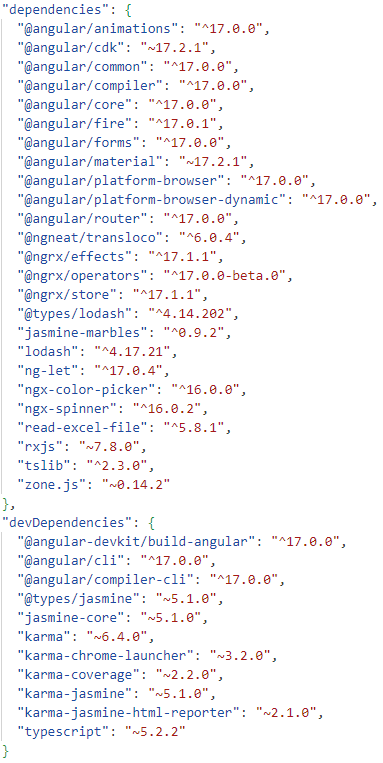 "dependencies": {
"@angular/animations": "^17.0.0",
"@angular/cdk": "~17.2.1",
"@angular/common": "^17.0.0",
"@angular/compiler": "^17.0.0",
"@angular/core": "^17.0.0",
"@angular/fire": "^17.0.1",
"@angular/forms": "^17.0.0",
"@angular/material": "~17.2.1",
"@angular/platform-browser": "^17.0.0",
"@angular/platform-browser-dynamic": "^17.0.0",
"@angular/router": "^17.0.0",
"@ngneat/transloco": "^6.0.4",
"@ngrx/effects": "^17.1.1",
"@ngrx/operators": "^17.0.0-beta.0",
"@ngrx/store": "^17.1.1",
"@types/lodash": "^4.14.202",
"jasmine-marbles": "^0.9.2",
"lodash": "^4.17.21",
"ng-let": "^17.0.4",
"ngx-color-picker": "^16.0.0",
"ngx-spinner": "^16.0.2",
"read-excel-file": "^5.8.1",
"rxjs": "~7.8.0",
"tslib": "^2.3.0",
"zone.js": "~0.14.2"
},
"devDependencies": {
"@angular-devkit/build-angular": "^17.0.0",
"@angular/cli": "^17.0.0",
"@angular/compiler-cli": "^17.0.0",
"@types/jasmine": "~5.1.0",
"jasmine-core": "~5.1.0",
"karma": "~6.4.0",
"karma-chrome-launcher": "~3.2.0",
"karma-coverage": "~2.2.0",
"karma-jasmine": "~5.1.0",
"karma-jasmine-html-reporter": "~2.1.0",
"typescript": "~5.2.2"
}